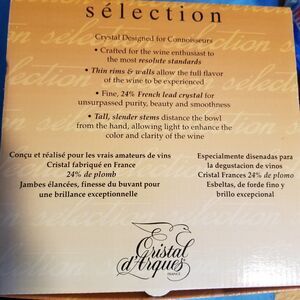 sélection
Crystal Designed for Connoisseurs
• Crafted for the wine enthusiast to
the most resolute standards
• Thin rims & walls allow the full flavor
of the wine to be experienced
• Fine, 24% French lead crystal for
unsurpassed purity, beauty and smoothness
• Tall, slender stems distance the bowl
from the hand, allowing light to enhance the
color and clarity of the wine
Conçu et réalisé pour les vrais amateurs de vins
Cristal fabriqué en France
24% de plomb
Jambes élancées, finesse du buvant pour
une brillance exceptionnelle
Especialmente disenadas para
la degustacion de vinos
Cristal Frances 24% de plomo
Esbeltas, de forde fino y
brillo excepcional
Cristal
d'Arques
FRANCE